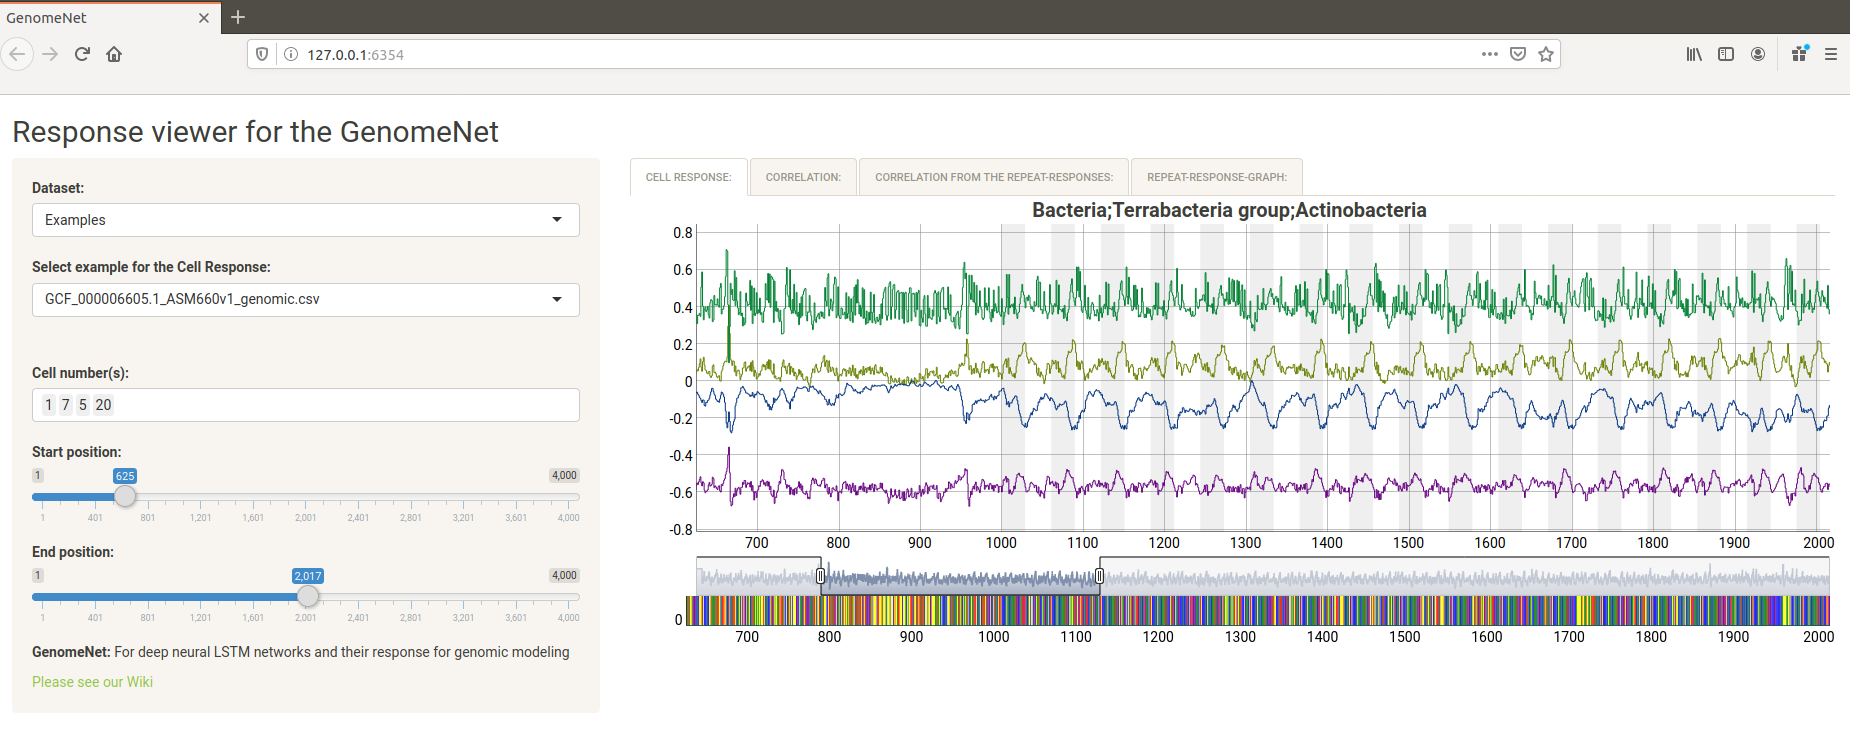 GenomeNet
127.0.0.1:6354
Response viewer for the GenomeNet
Dataset:
Examples
Select example for the Cell Response:
GCF_000006605.1_ASM660v1_genomic.csv
Cell number(s):
1 7 5 20
Start position:
1 625 4,000
1 401 801 1,201 1,601 2,001 2,401 2,801 3,201 3,601 4,000
End position:
1 2,017 4,000
1 401 801 1,201 1,601 2,001 2,401 2,801 3,201 3,601 4,000
GenomeNet: For deep neural LSTM networks and their response for genomic modeling
Please see our Wiki
CELL RESPONSE: CORRELATION: CORRELATION FROM THE REPEAT-RESPONSES: REPEAT-RESPONSE-GRAPH:
Bacteria;Terrabacteria group;Actinobacteria
0.8
0.6
0.4
0.2
0
-0.2
-0.4
-0.6
-0.8
700 800 900 1000 1100 1200 1300 1400 1500 1600 1700 1800 1900 2000
0
700 800 900 1000 1100 1200 1300 1400 1500 1600 1700 1800 1900 2000